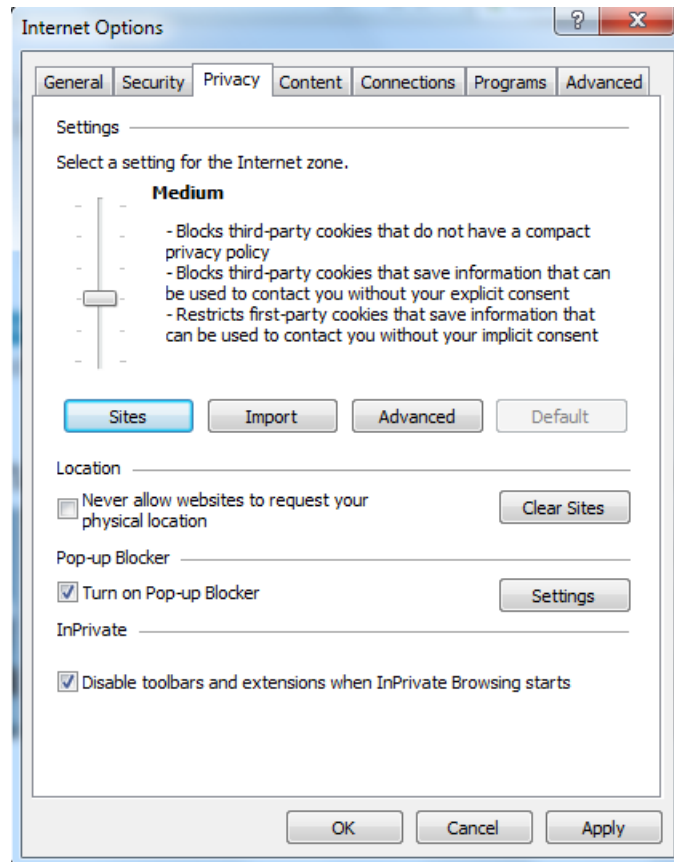 Internet Options
General Security Privacy Content Connections Programs Advanced
Settings
Select a setting for the Internet zone.
Medium
- Blocks third-party cookies that do not have a compact
privacy policy
- Blocks third-party cookies that save information that can
be used to contact you without your explicit consent
- Restricts first-party cookies that save information that
can be used to contact you without your implicit consent
Sites Import Advanced Default
Location
Never allow websites to request your
physical location
Clear Sites
Pop-up Blocker
Turn on Pop-up Blocker
Settings
InPrivate
Disable toolbars and extensions when InPrivate Browsing starts
OK Cancel Apply